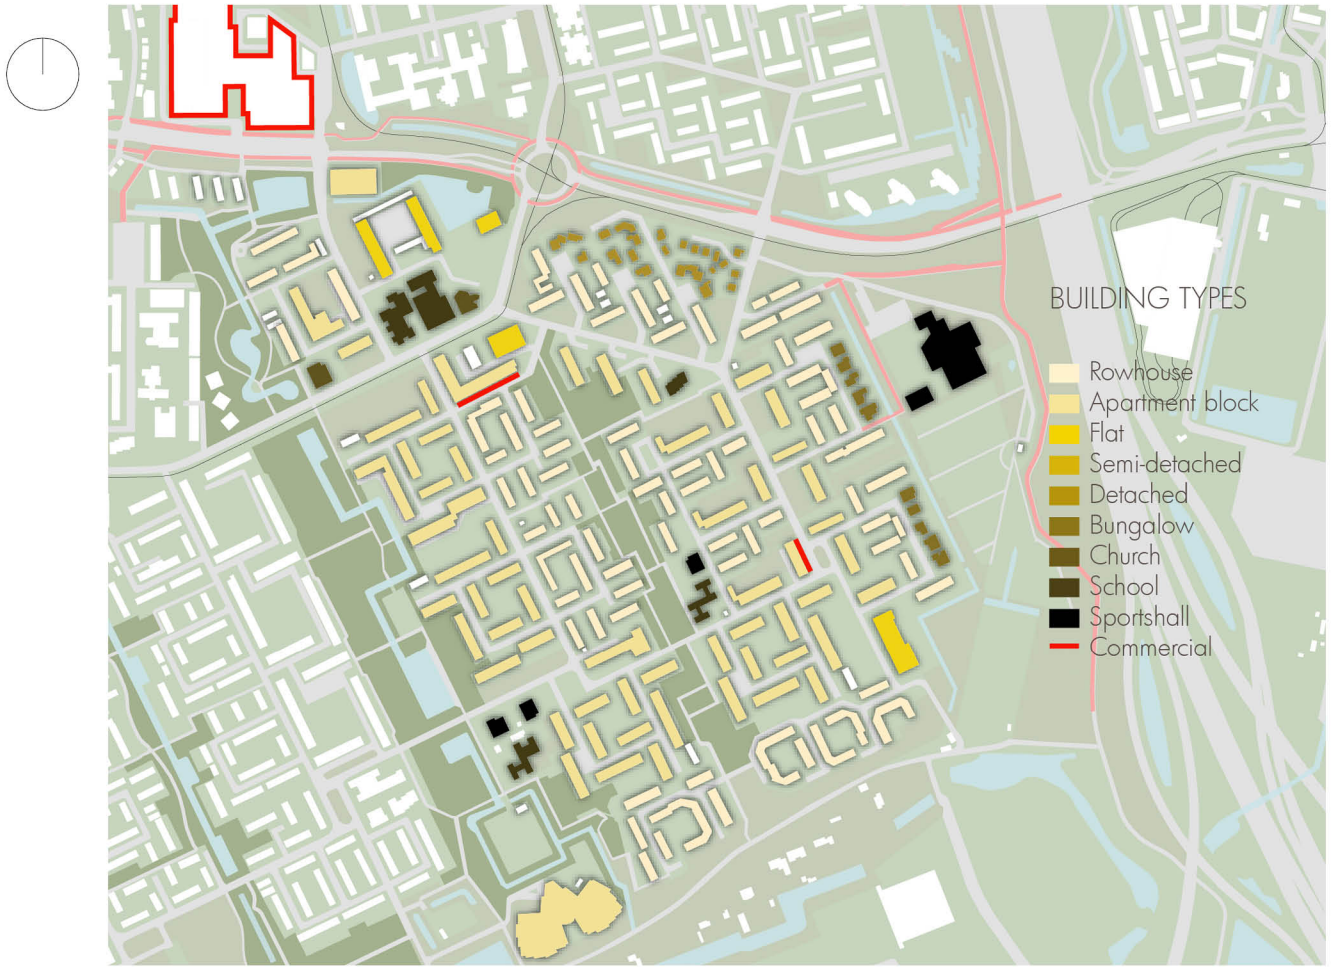 BUILDING TYPES
Rowhouse
Apartment block
Flat
Semi-detached
Detached
Bungalow
Church
School
Sportshall
Commercial